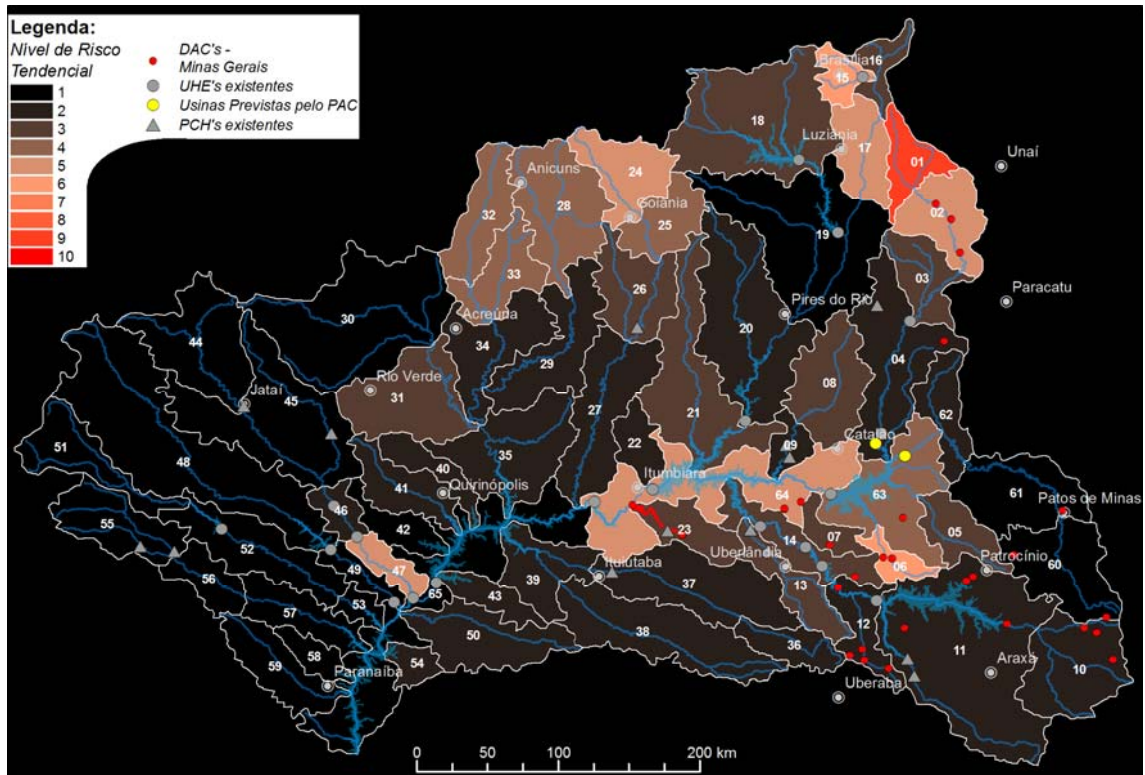 Legenda:
Nivel de Risco
Tendencial
1
2
3
4
5
6
7
8
9
10
DAC's -
Minas Gerais
UHE's existentes
Usinas Previstas pelo PAC
PCH's existentes
Brasília
16
15
18
Luziânia
17
01
Unaí
02
Anicuns
24
32
28
Goiânia
25
19
33
26
03
Paracatu
30
Acreúna
34
20
Pires do Rio
44
29
04
Rio Verde
31
08
Jataí
45
27
21
62
22
09
Catalão
51
48
35
40
Itumbiara
41
Quirinópolis
64
63
61
Patos de Minas
46
42
23
05
55
52
07
14
49
47
Uberlândia
06
Patrocínio
60
Ituiutaba
56
39
37
13
53
65
43
57
12
50
38
36
11
10
58
54
Araxá
59
Paranaíba
Uberaba
0 50 100 200 km